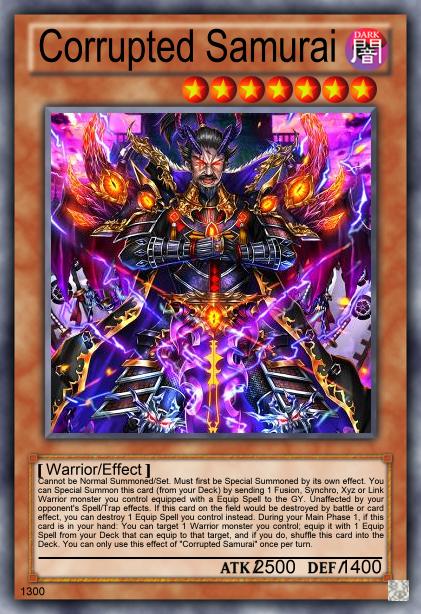 Corrupted Samurai
DARK
闇
[ Warrior/Effect ]
Cannot be Normal Summoned/Set. Must first be Special Summoned by its own effect. You
can Special Summon this card (from your Deck) by sending 1 Fusion, Synchro, Xyz or Link
Warrior monster you control equipped with a Equip Spell to the GY. Unaffected by your
opponent's Spell/Trap effects. If this card on the field would be destroyed by battle or card
effect, you can destroy 1 Equip Spell you control instead. During your Main Phase 1, if this
card is in your hand: You can target 1 Warrior monster you control; equip it with 1 Equip
Spell from your Deck that can equip to that target, and if you do, shuffle this card into the
Deck. You can only use this effect of "Corrupted Samurai" once per turn.
ATK/2500 DEF/1400
1300